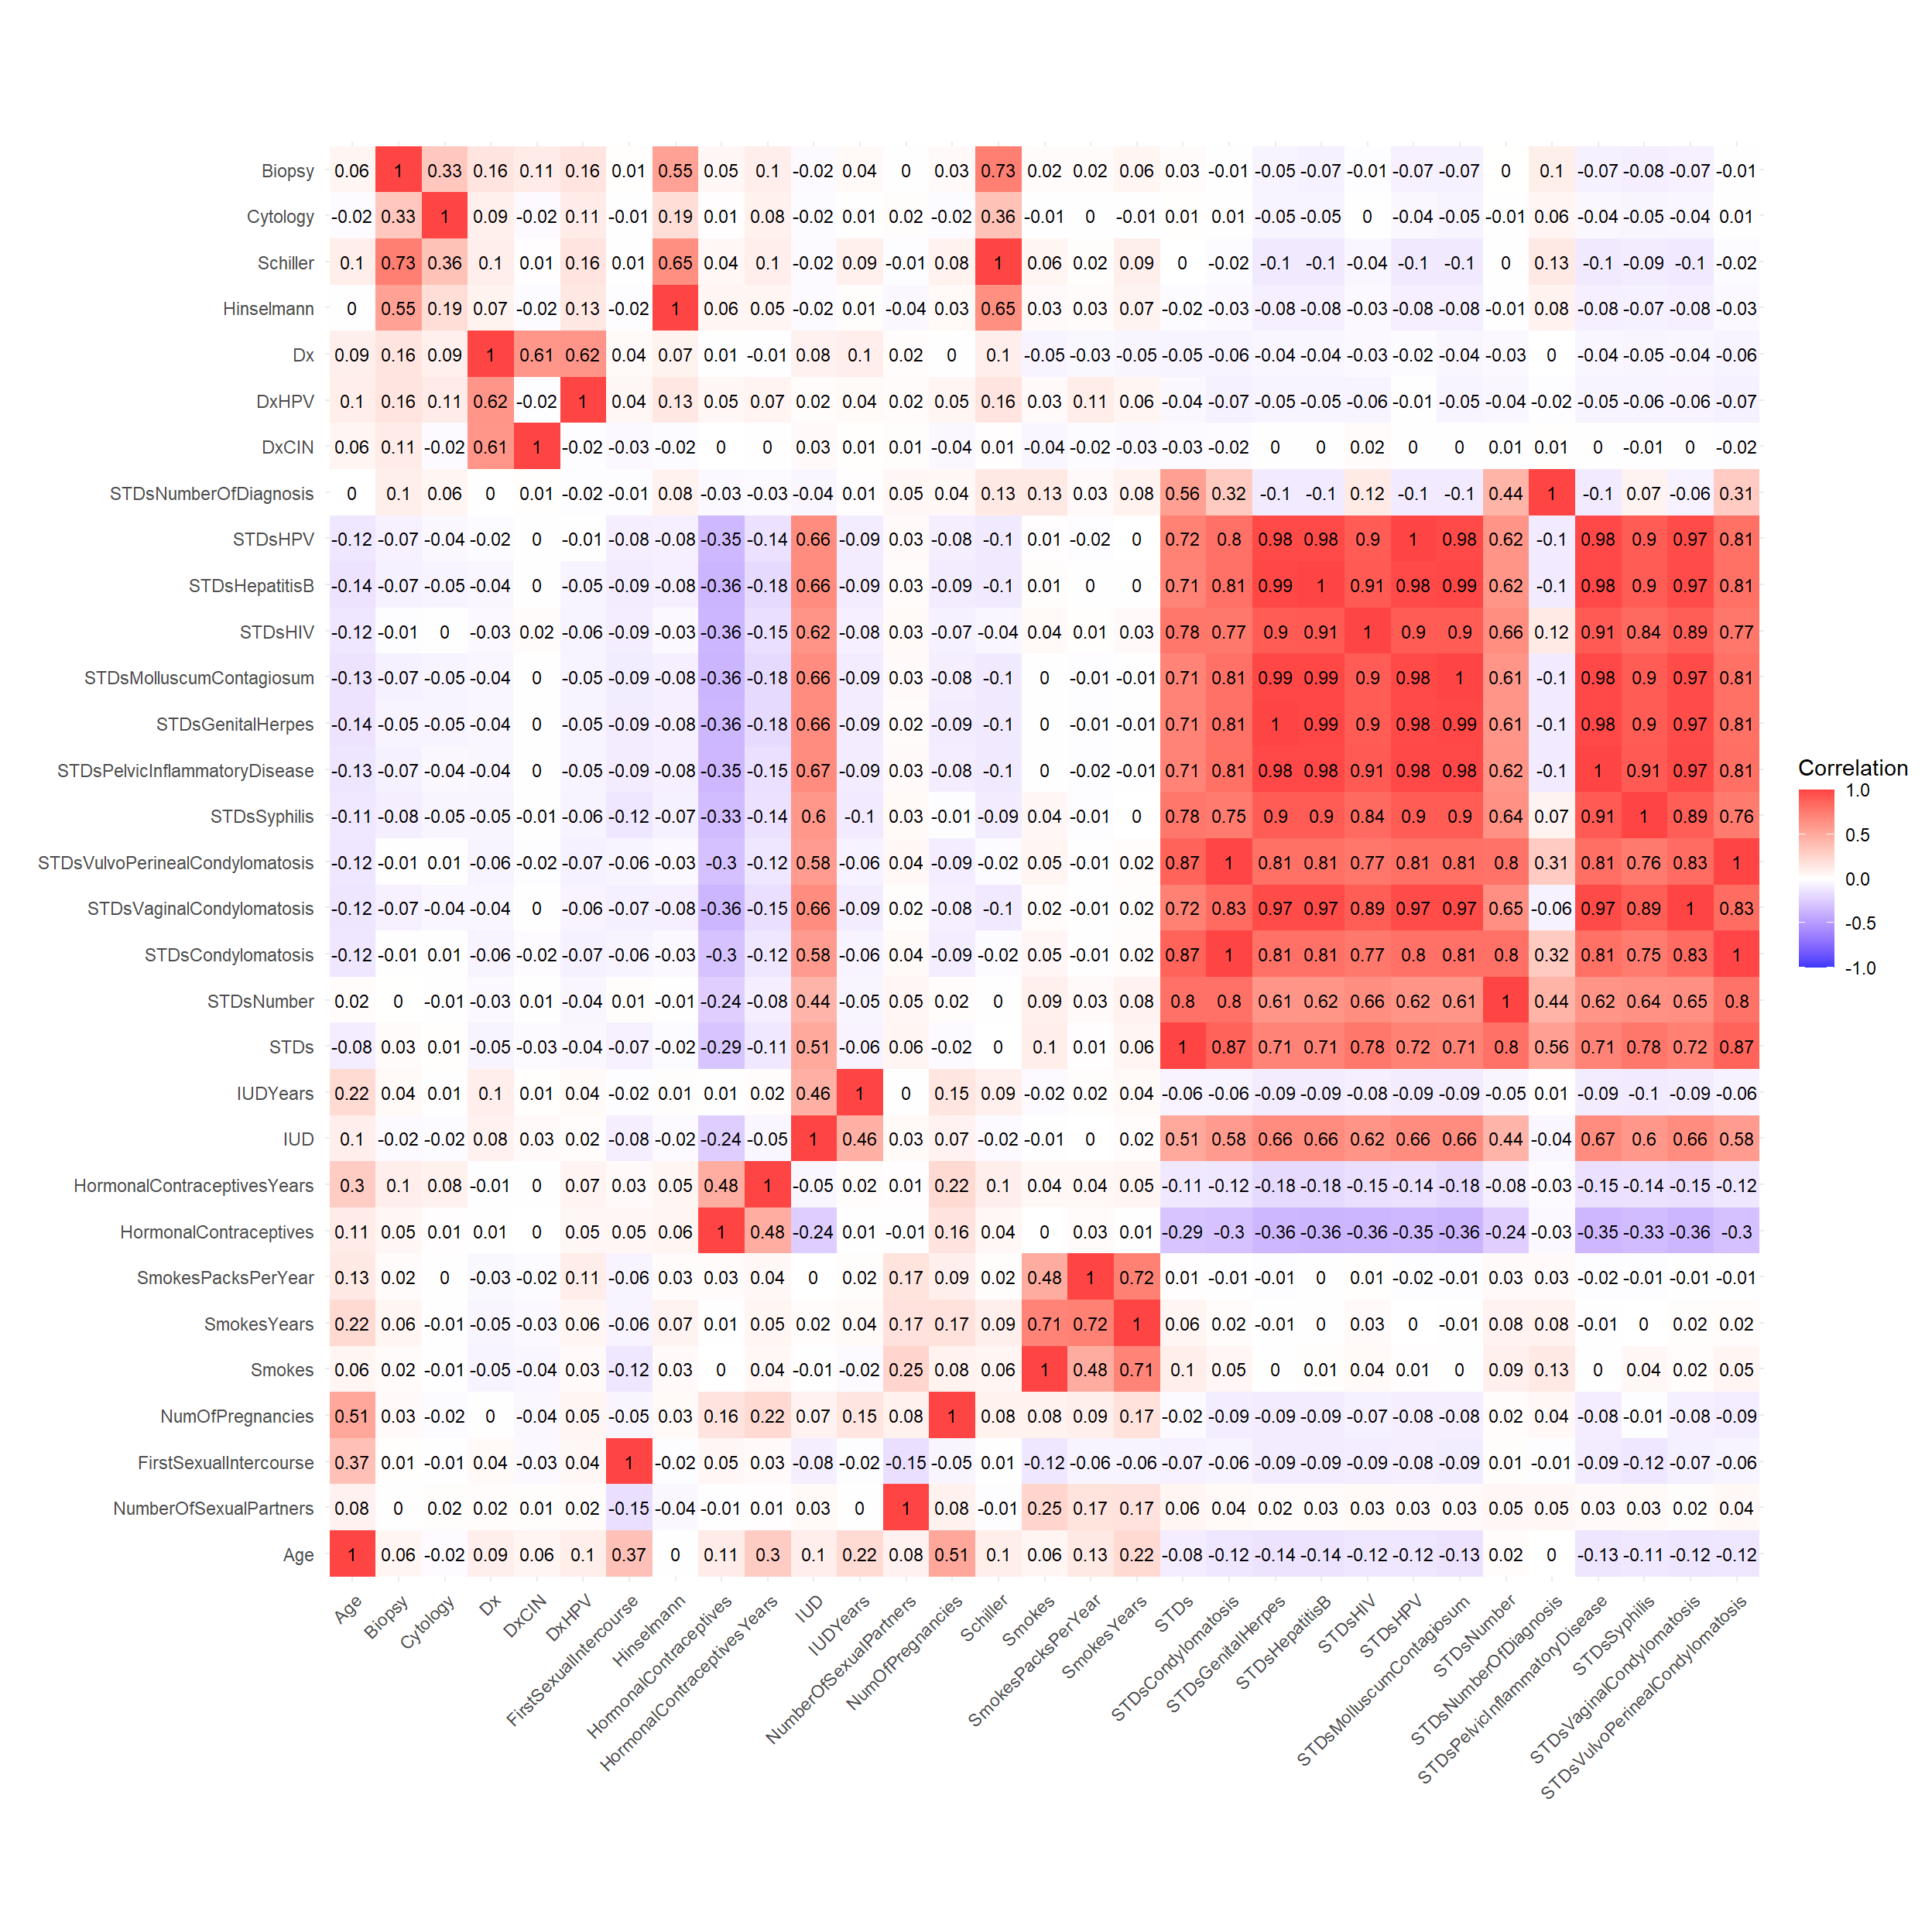 Biopsy 0.06 1 0.33 0.16 0.11 0.16 0.01 0.55 0.05 0.1 -0.02 0.04 0 0.03 0.73 0.02 0.02 0.06 0.03 -0.01 -0.05 -0.07 -0.01 -0.07 -0.07 0 0.1 -0.07 -0.08 -0.07 -0.01
Cytology -0.02 0.33 1 0.09 -0.02 0.11 -0.01 0.19 0.01 0.08 -0.02 0.01 0.02 -0.02 0.36 -0.01 0 -0.01 0.01 0.01 -0.05 -0.05 0 -0.04 -0.05 -0.01 0.06 -0.04 -0.05 -0.04 0.01
Schiller 0.1 0.73 0.36 0.1 0.01 0.16 0.01 0.65 0.04 0.1 -0.02 0.09 -0.01 0.08 1 0.06 0.02 0.09 0 -0.02 -0.1 -0.1 -0.04 -0.1 -0.1 0 0.13 -0.1 -0.09 -0.1 -0.02
Hinselmann 0 0.55 0.19 0.07 -0.02 0.13 -0.02 1 0.06 0.05 -0.02 0.01 -0.04 0.03 0.65 0.03 0.03 0.07 -0.02 -0.03 -0.08 -0.08 -0.03 -0.08 -0.08 -0.01 0.08 -0.08 -0.07 -0.08 -0.03
Dx 0.09 0.16 0.09 1 0.61 0.62 0.04 0.07 0.01 -0.01 0.08 0.1 0.02 0 0.1 -0.05 -0.03 -0.05 -0.05 -0.06 -0.04 -0.04 -0.03 -0.02 -0.04 -0.03 0 -0.04 -0.05 -0.04 -0.06
DxHPV 0.1 0.16 0.11 0.62 -0.02 1 0.04 0.13 0.05 0.07 0.02 0.04 0.02 0.05 0.16 0.03 0.11 0.06 -0.04 -0.07 -0.05 -0.05 -0.06 -0.01 -0.05 -0.04 -0.02 -0.05 -0.06 -0.06 -0.07
DxCIN 0.06 0.11 -0.02 0.61 1 -0.02 -0.03 -0.02 0 0 0.03 0.01 0.01 -0.04 0.01 -0.04 -0.02 -0.03 -0.03 -0.02 0 0 0.02 0 0 0.01 0.01 0 -0.01 0 -0.02
STDsNumberOfDiagnosis 0 0.1 0.06 0 0.01 -0.02 -0.01 0.08 -0.03 -0.03 -0.04 0.01 0.05 0.04 0.13 0.13 0.03 0.08 0.56 0.32 -0.1 -0.1 0.12 -0.1 -0.1 0.44 1 -0.1 0.07 -0.06 0.31
STDsHPV -0.12 -0.07 -0.04 -0.02 0 -0.01 -0.08 -0.08 -0.35 -0.14 0.66 -0.09 0.03 -0.08 -0.1 0.01 -0.02 0 0.72 0.8 0.98 0.98 0.9 1 0.98 0.62 -0.1 0.98 0.9 0.97 0.81
STDsHepatitisB -0.14 -0.07 -0.05 -0.04 0 -0.05 -0.09 -0.08 -0.36 -0.18 0.66 -0.09 0.03 -0.09 -0.1 0.01 0 0 0.71 0.81 0.99 1 0.91 0.98 0.99 0.62 -0.1 0.98 0.9 0.97 0.81
STDsHIV -0.12 -0.01 0 -0.03 0.02 -0.06 -0.09 -0.03 -0.36 -0.15 0.62 -0.08 0.03 -0.07 -0.04 0.04 0.01 0.03 0.78 0.77 0.9 0.91 1 0.9 0.9 0.66 0.12 0.91 0.84 0.89 0.77
STDsMolluscumContagiosum -0.13 -0.07 -0.05 -0.04 0 -0.05 -0.09 -0.08 -0.36 -0.18 0.66 -0.09 0.03 -0.08 -0.1 0 -0.01 -0.01 0.71 0.81 0.99 0.99 0.9 0.98 1 0.61 -0.1 0.98 0.9 0.97 0.81
STDsGenitalHerpes -0.14 -0.05 -0.05 -0.04 0 -0.05 -0.09 -0.08 -0.36 -0.18 0.66 -0.09 0.02 -0.09 -0.1 0 -0.01 -0.01 0.71 0.81 1 0.99 0.9 0.98 0.99 0.61 -0.1 0.98 0.9 0.97 0.81
STDsPelvicInflammatoryDisease -0.13 -0.07 -0.04 -0.04 0 -0.05 -0.09 -0.08 -0.35 -0.15 0.67 -0.09 0.03 -0.08 -0.1 0 -0.02 -0.01 0.71 0.81 0.98 0.98 0.91 0.98 0.98 0.62 -0.1 1 0.91 0.97 0.81
STDsSyphilis -0.11 -0.08 -0.05 -0.05 -0.01 -0.06 -0.12 -0.07 -0.33 -0.14 0.6 -0.1 0.03 -0.01 -0.09 0.04 -0.01 0 0.78 0.75 0.9 0.9 0.84 0.9 0.9 0.64 0.07 0.91 1 0.89 0.76
STDsVulvoPerinealCondylomatosis -0.12 -0.01 0.01 -0.06 -0.02 -0.07 -0.06 -0.03 -0.3 -0.12 0.58 -0.06 0.04 -0.09 -0.02 0.05 -0.01 0.02 0.87 1 0.81 0.81 0.77 0.81 0.81 0.8 0.31 0.81 0.76 0.83 1
STDsVaginalCondylomatosis -0.12 -0.07 -0.04 -0.04 0 -0.06 -0.07 -0.08 -0.36 -0.15 0.66 -0.09 0.02 -0.08 -0.1 0.02 -0.01 0.02 0.72 0.83 0.97 0.97 0.89 0.97 0.97 0.65 -0.06 0.97 0.89 1 0.83
STDsCondylomatosis -0.12 -0.01 0.01 -0.06 -0.02 -0.07 -0.06 -0.03 -0.3 -0.12 0.58 -0.06 0.04 -0.09 -0.02 0.05 -0.01 0.02 0.87 1 0.81 0.81 0.77 0.8 0.81 0.8 0.32 0.81 0.75 0.83 1
STDsNumber 0.02 0 -0.01 -0.03 0.01 -0.04 0.01 -0.01 -0.24 -0.08 0.44 -0.05 0.05 0.02 0 0.09 0.03 0.08 0.8 0.8 0.61 0.62 0.66 0.62 0.61 1 0.44 0.62 0.64 0.65 0.8
STDs -0.08 0.03 0.01 -0.05 -0.03 -0.04 -0.07 -0.02 -0.29 -0.11 0.51 -0.06 0.06 -0.02 0 0.1 0.01 0.06 1 0.87 0.71 0.71 0.78 0.72 0.71 0.8 0.56 0.71 0.78 0.72 0.87
IUDYears 0.22 0.04 0.01 0.1 0.01 0.04 -0.02 0.01 0.01 0.02 0.46 1 0 0.15 0.09 -0.02 0.02 0.04 -0.06 -0.06 -0.09 -0.09 -0.08 -0.09 -0.09 -0.05 0.01 -0.09 -0.1 -0.09 -0.06
IUD 0.1 -0.02 -0.02 0.08 0.03 0.02 -0.08 -0.02 -0.24 -0.05 1 0.46 0.03 0.07 -0.02 -0.01 0 0.02 0.51 0.58 0.66 0.66 0.62 0.66 0.66 0.44 -0.04 0.67 0.6 0.66 0.58
HormonalContraceptivesYears 0.3 0.1 0.08 -0.01 0 0.07 0.03 0.05 0.48 1 -0.05 0.02 0.01 0.22 0.1 0.04 0.04 0.05 -0.11 -0.12 -0.18 -0.18 -0.15 -0.14 -0.18 -0.08 -0.03 -0.15 -0.14 -0.15 -0.12
HormonalContraceptives 0.11 0.05 0.01 0.01 0 0.05 0.05 0.06 1 0.48 -0.24 0.01 -0.01 0.16 0.04 0 0.03 0.01 -0.29 -0.3 -0.36 -0.36 -0.36 -0.35 -0.36 -0.24 -0.03 -0.35 -0.33 -0.36 -0.3
SmokesPacksPerYear 0.13 0.02 0 -0.03 -0.02 0.11 -0.06 0.03 0.03 0.04 0 0.02 0.17 0.09 0.02 0.48 1 0.72 0.01 -0.01 -0.01 0 0.01 -0.02 -0.01 0.03 0.03 -0.02 -0.01 -0.01 -0.01
SmokesYears 0.22 0.06 -0.01 -0.05 -0.03 0.06 -0.06 0.07 0.01 0.05 0.02 0.04 0.17 0.17 0.09 0.71 0.72 1 0.06 0.02 -0.01 0 0.03 0 -0.01 0.08 0.08 -0.01 0 0.02 0.02
Smokes 0.06 0.02 -0.01 -0.05 -0.04 0.03 -0.12 0.03 0 0.04 -0.01 -0.02 0.25 0.08 0.06 1 0.48 0.71 0.1 0.05 0 0.01 0.04 0.01 0 0.09 0.13 0 0.04 0.02 0.05
NumOfPregnancies 0.51 0.03 -0.02 0 -0.04 0.05 -0.05 0.03 0.16 0.22 0.07 0.15 0.08 1 0.08 0.08 0.09 0.17 -0.02 -0.09 -0.09 -0.09 -0.07 -0.08 -0.08 0.02 0.04 -0.08 -0.01 -0.08 -0.09
FirstSexualIntercourse 0.37 0.01 -0.01 0.04 -0.03 0.04 1 -0.02 0.05 0.03 -0.08 -0.02 -0.15 -0.05 0.01 -0.12 -0.06 -0.06 -0.07 -0.06 -0.09 -0.09 -0.09 -0.08 -0.09 0.01 -0.01 -0.09 -0.12 -0.07 -0.06
NumberOfSexualPartners 0.08 0 0.02 0.02 0.01 0.02 -0.15 -0.04 -0.01 0.01 0.03 0 1 0.08 -0.01 0.25 0.17 0.17 0.06 0.04 0.02 0.03 0.03 0.03 0.03 0.05 0.05 0.03 0.03 0.02 0.04
Age 1 0.06 -0.02 0.09 0.06 0.1 0.37 0 0.11 0.3 0.1 0.22 0.08 0.51 0.1 0.06 0.13 0.22 -0.08 -0.12 -0.14 -0.14 -0.12 -0.12 -0.13 0.02 0 -0.13 -0.11 -0.12 -0.12
Age
Biopsy
Cytology
Dx
DxCIN
DxHPV
FirstSexualIntercourse
Hinselmann
HormonalContraceptives
HormonalContraceptivesYears
IUD
IUDYears
NumberOfSexualPartners
NumOfPregnancies
Schiller
Smokes
SmokesPacksPerYear
SmokesYears
STDs
STDsCondylomatosis
STDsGenitalHerpes
STDsHepatitisB
STDsHIV
STDsHPV
STDsMolluscumContagiosum
STDsNumber
STDsNumberOfDiagnosis
STDsPelvicInflammatoryDisease
STDsSyphilis
STDsVaginalCondylomatosis
STDsVulvoPerinealCondylomatosis
Correlation
1.0
0.5
0.0
-0.5
-1.0